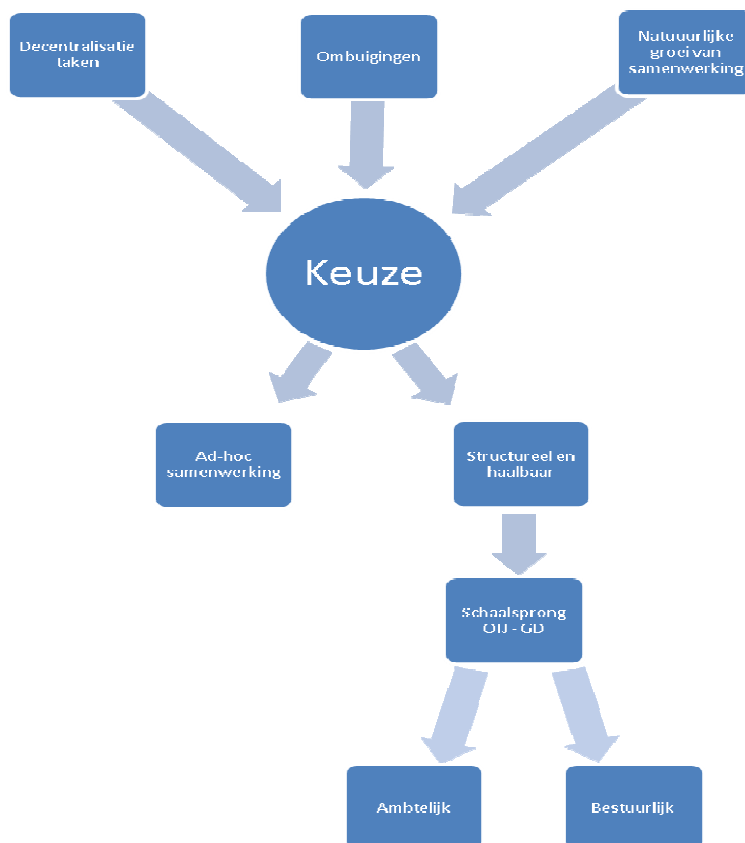 Decentralisatie
taken
Ombuigingen
Natuurlijke
groei van
samenwerking
Keuze
Ad-hoc
samenwerking
Structureel en
haalbaar
Schaalsprong
OIJ - GD
Ambtelijk
Bestuurlijk